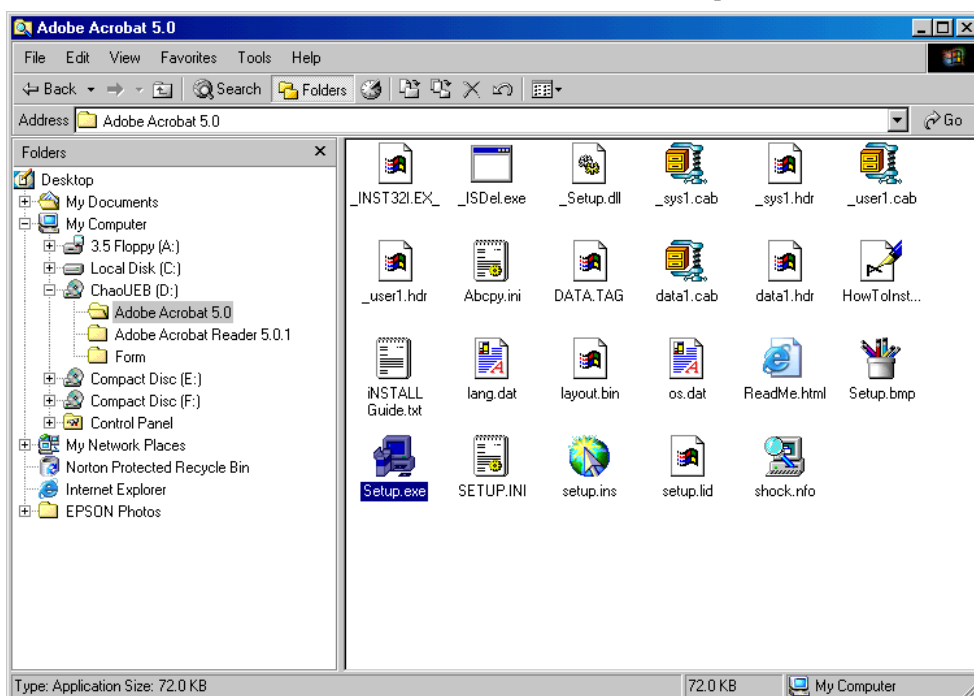 Adobe Acrobat 5.0
File Edit View Favorites Tools Help
Back Search Folders
Address Adobe Acrobat 5.0 Go
Folders
Desktop
My Documents
My Computer
3.5 Floppy (A:)
Local Disk (C:)
ChaoUEB (D:)
Adobe Acrobat 5.0
Adobe Acrobat Reader 5.0.1
Form
Compact Disc (E:)
Compact Disc (F:)
Control Panel
My Network Places
Norton Protected Recycle Bin
Internet Explorer
EPSON Photos
_INST32I.EX_ _ISDel.exe _Setup.dll _sys1.cab _sys1.hdr _user1.cab
_user1.hdr Abcpy.ini DATA.TAG data1.cab data1.hdr HowToInst...
iNSTALL Guide.txt lang.dat layout.bin os.dat ReadMe.html Setup.bmp
Setup.exe SETUP.INI setup.ins setup.lid shock.nfo
Type: Application Size: 72.0 KB 72.0 KB My Computer